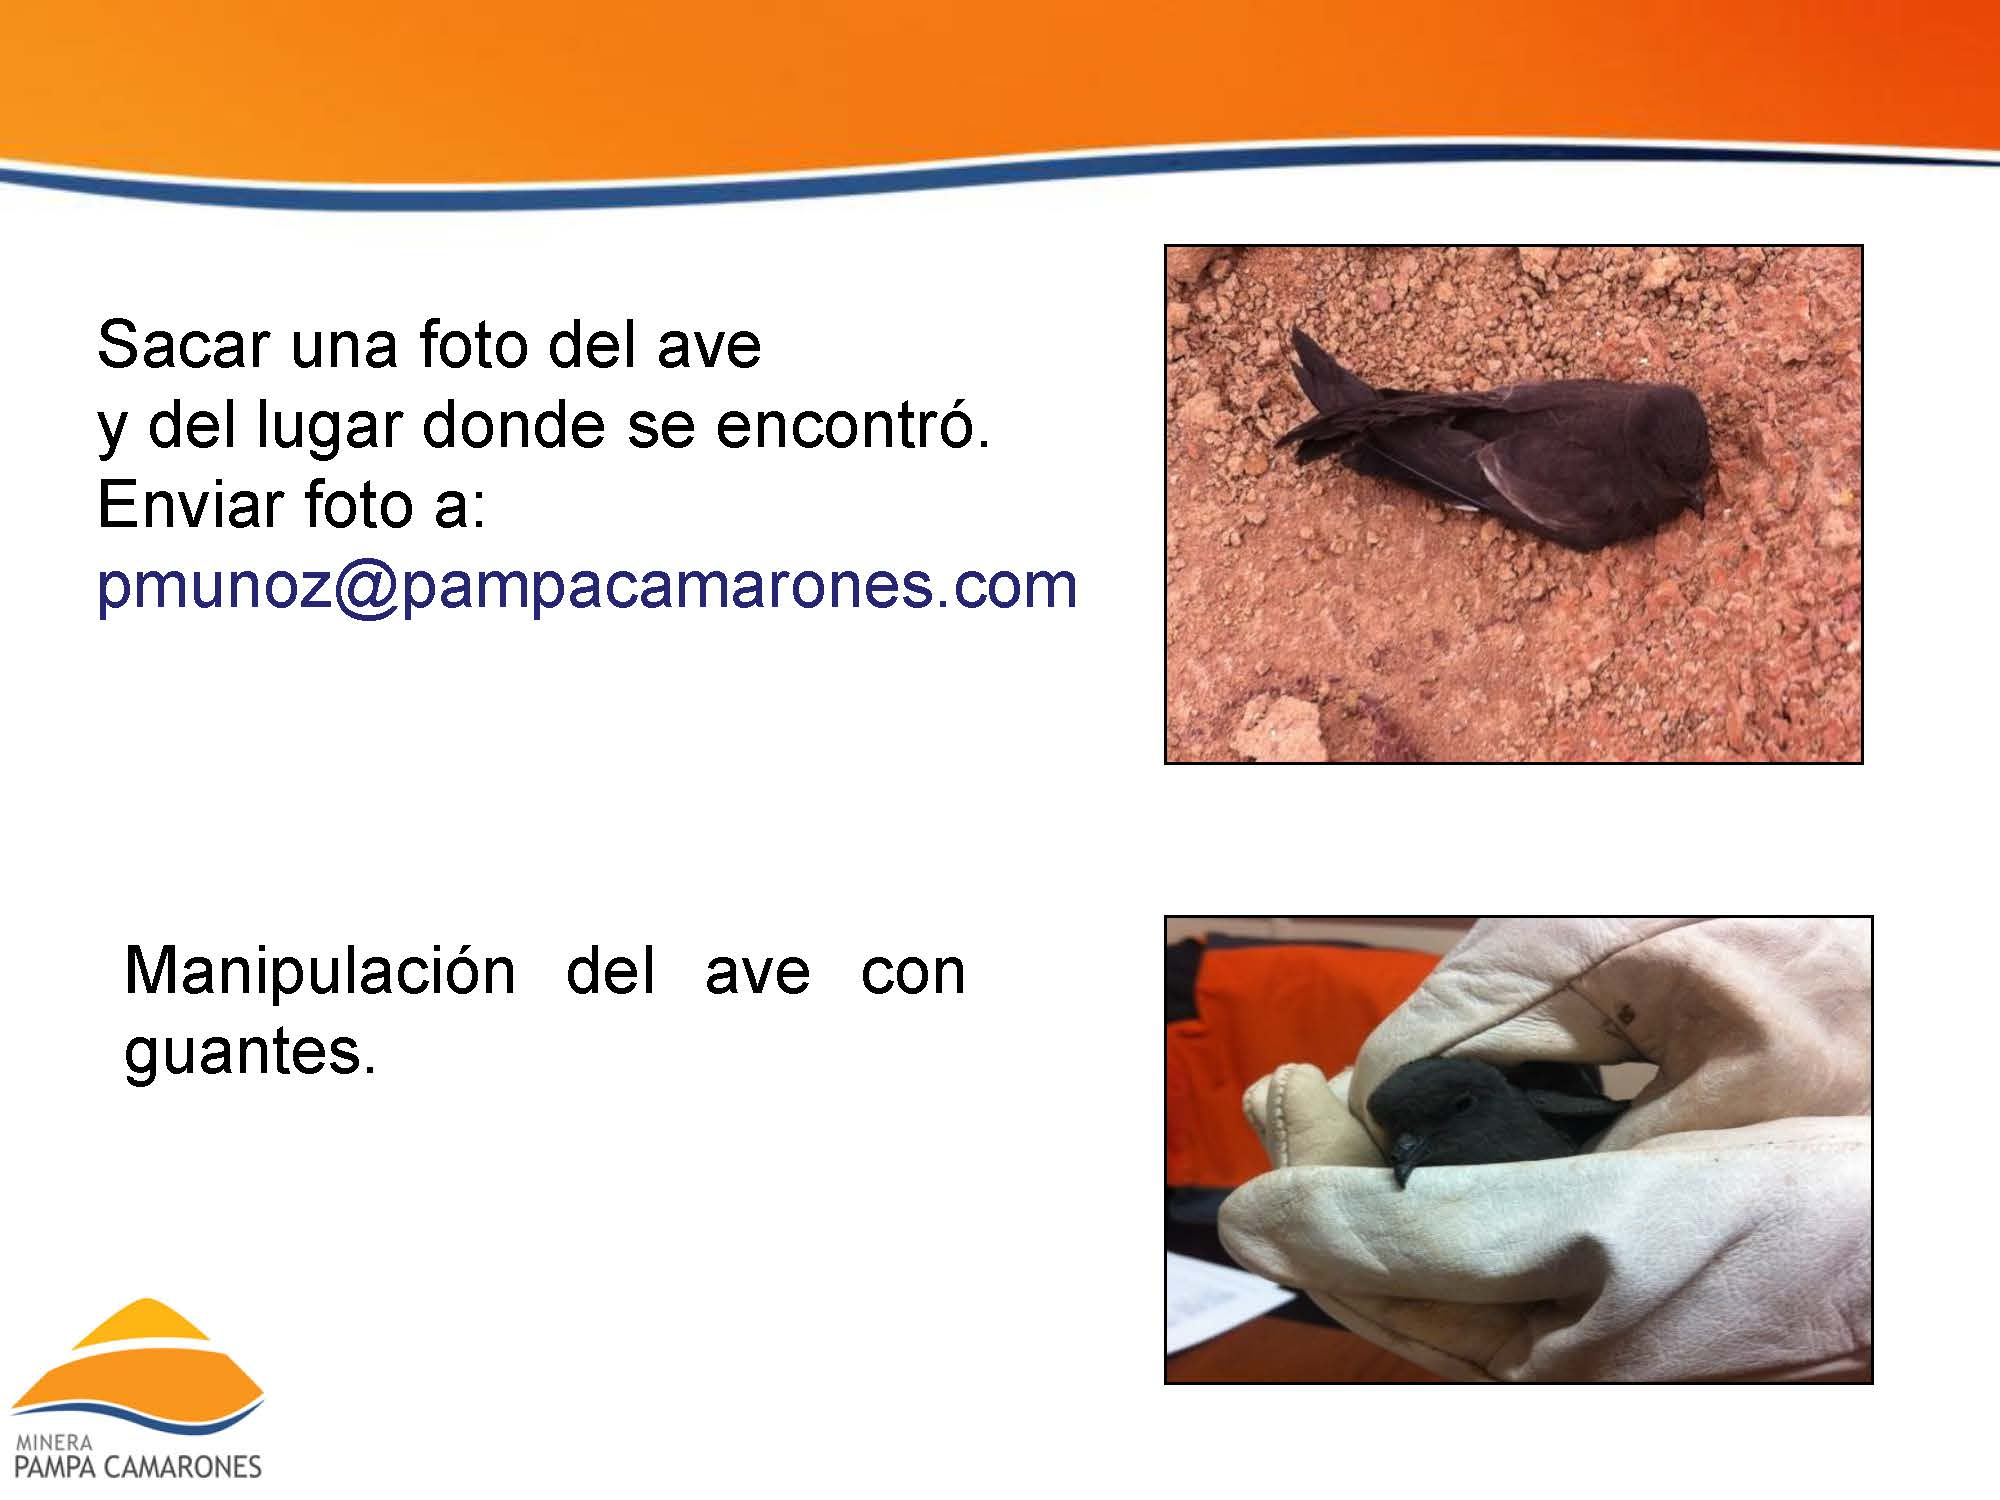 Sacar una foto del ave
y del lugar donde se encontró.
Enviar foto a:
pmunoz@pampacamarones.com
Manipulación del ave con
guantes.
MINERA
PAMPA CAMARONES